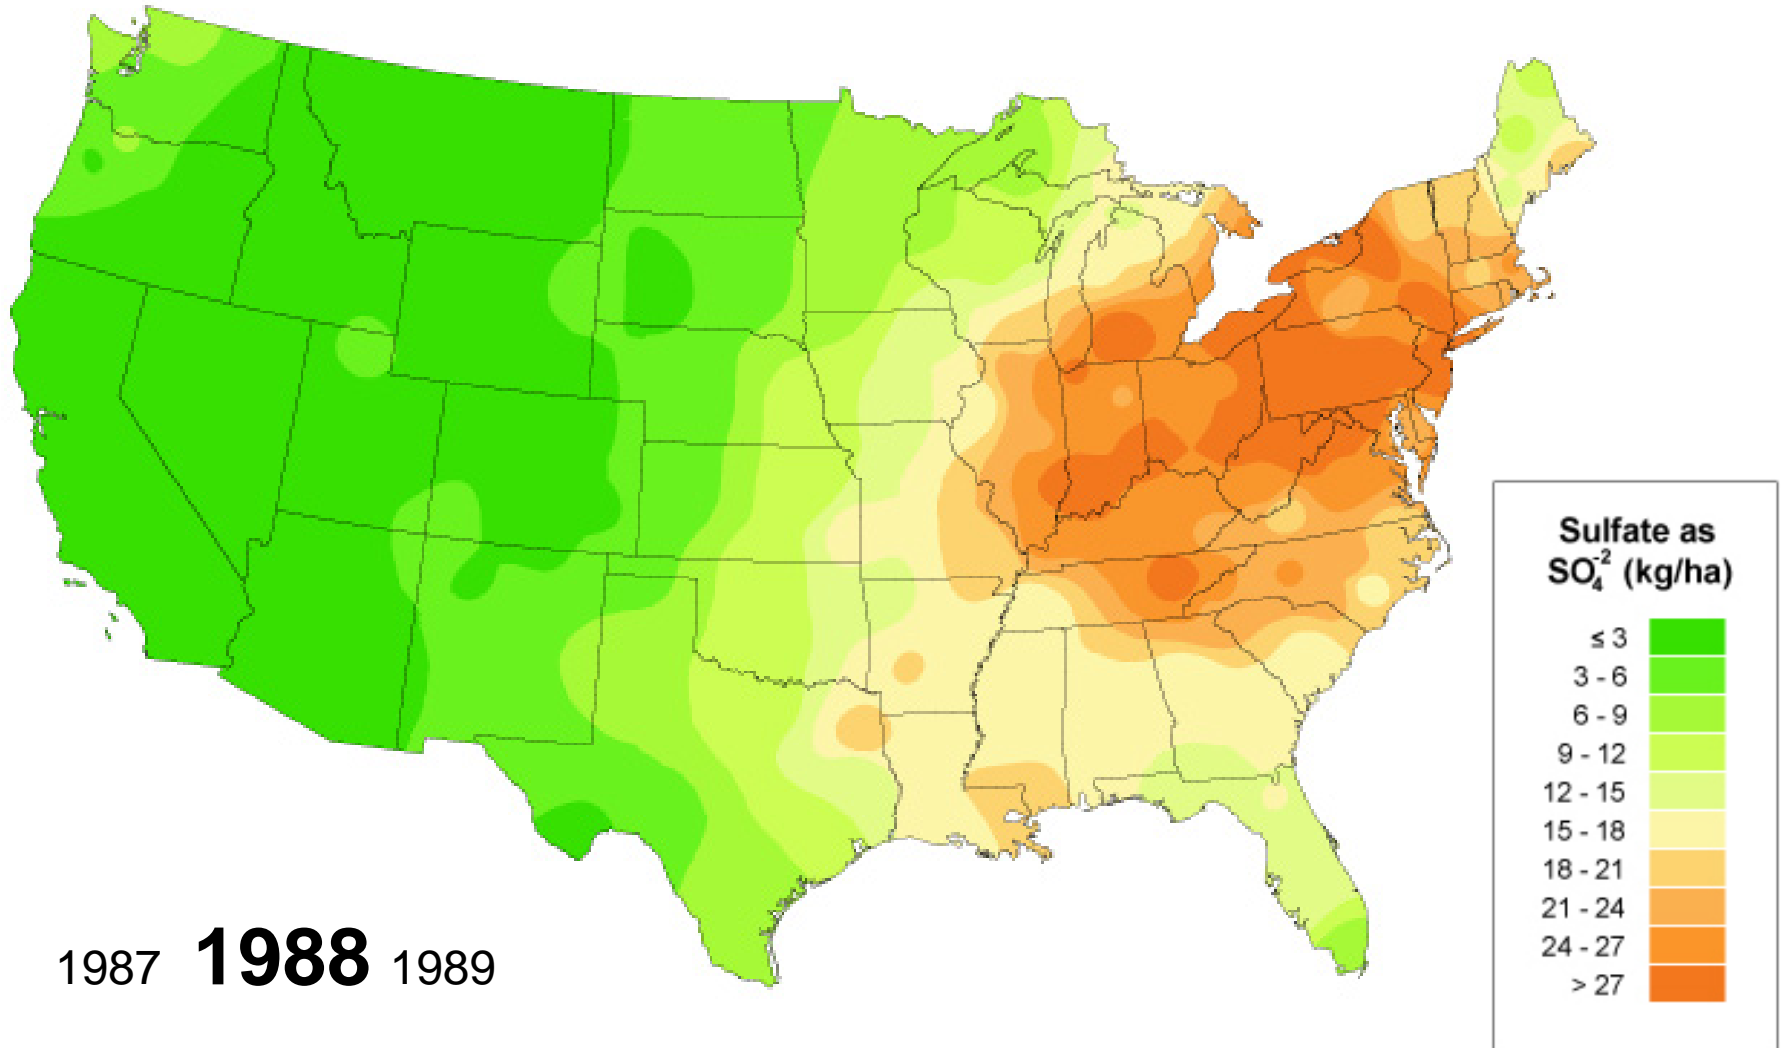 Sulfate as
SO₄⁻² (kg/ha)
≤ 3
3 - 6
6 - 9
9 - 12
12 - 15
15 - 18
18 - 21
21 - 24
24 - 27
> 27
1987 1988 1989